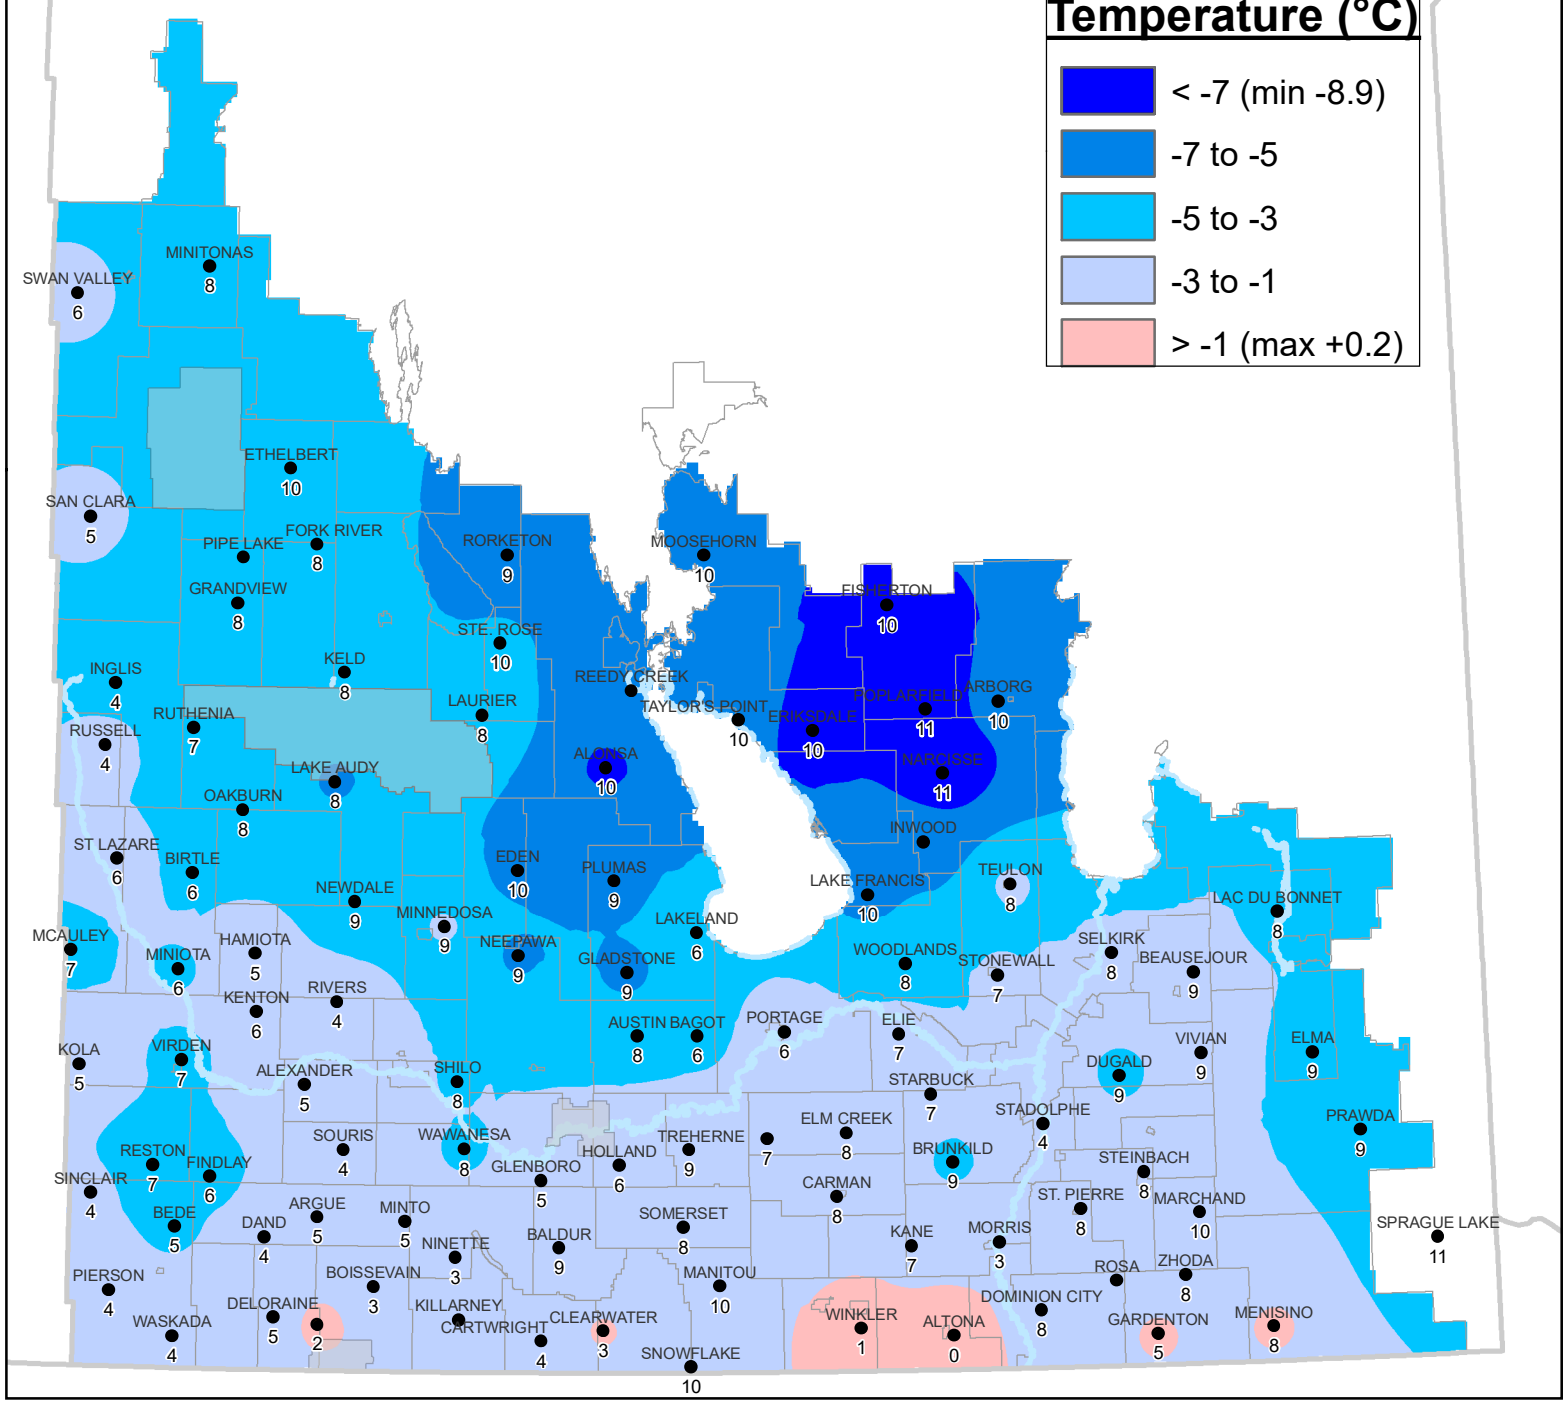 Temperature (°C)
< -7 (min -8.9)
-7 to -5
-5 to -3
-3 to -1
> -1 (max +0.2)
MINITONAS
8
SWAN VALLEY
6
ETHELBERT
10
SAN CLARA
5
FORK RIVER
8
PIPE LAKE
GRANDVIEW
8
RORKETON
9
MOOSEHORN
10
FISHERTON
10
STE. ROSE
10
KELD
8
INGLIS
4
REEDY CREEK
LAURIER
8
TAYLOR'S POINT
10
ERIKSDALE
10
POPLARFIELD
11
ARBORG
10
RUTHENIA
7
RUSSELL
4
ALONSA
10
NARCISSE
11
LAKE AUDY
8
OAKBURN
8
INWOOD
ST LAZARE
6
BIRTLE
6
EDEN
10
PLUMAS
9
LAKE FRANCIS
10
TEULON
8
NEWDALE
9
LAC DU BONNET
8
MINNEDOSA
9
LAKELAND
6
MCAULEY
7
HAMIOTA
5
NEEPAWA
9
MINIOTA
6
GLADSTONE
9
WOODLANDS
8
STONEWALL
7
SELKIRK
8
BEAUSEJOUR
9
KENTON
6
RIVERS
4
AUSTIN
8
BAGOT
6
PORTAGE
6
ELIE
7
VIVIAN
9
ELMA
9
KOLA
5
VIRDEN
7
ALEXANDER
5
SHILO
8
DUGALD
9
STARBUCK
7
STADOLPHE
4
PRAWDA
9
ELM CREEK
8
SOURIS
4
WAWANESA
8
TREHERNE
9
7
BRUNKILD
9
RESTON
7
FINDLAY
6
HOLLAND
6
GLENBORO
5
STEINBACH
8
SINCLAIR
4
CARMAN
8
ST. PIERRE
8
MARCHAND
10
BEDE
5
ARGUE
5
DAND
4
MINTO
5
SOMERSET
8
SPRAGUE LAKE
11
NINETTE
3
BALDUR
9
KANE
7
MORRIS
3
PIERSON
4
BOISSEVAIN
3
MANITOU
10
ROSA
ZHODA
8
DELORAINE
5
2
KILLARNEY
CARTWRIGHT
4
CLEARWATER
3
WINKLER
1
ALTONA
0
DOMINION CITY
8
GARDENTON
5
MENISINO
8
WASKADA
4
SNOWFLAKE
10